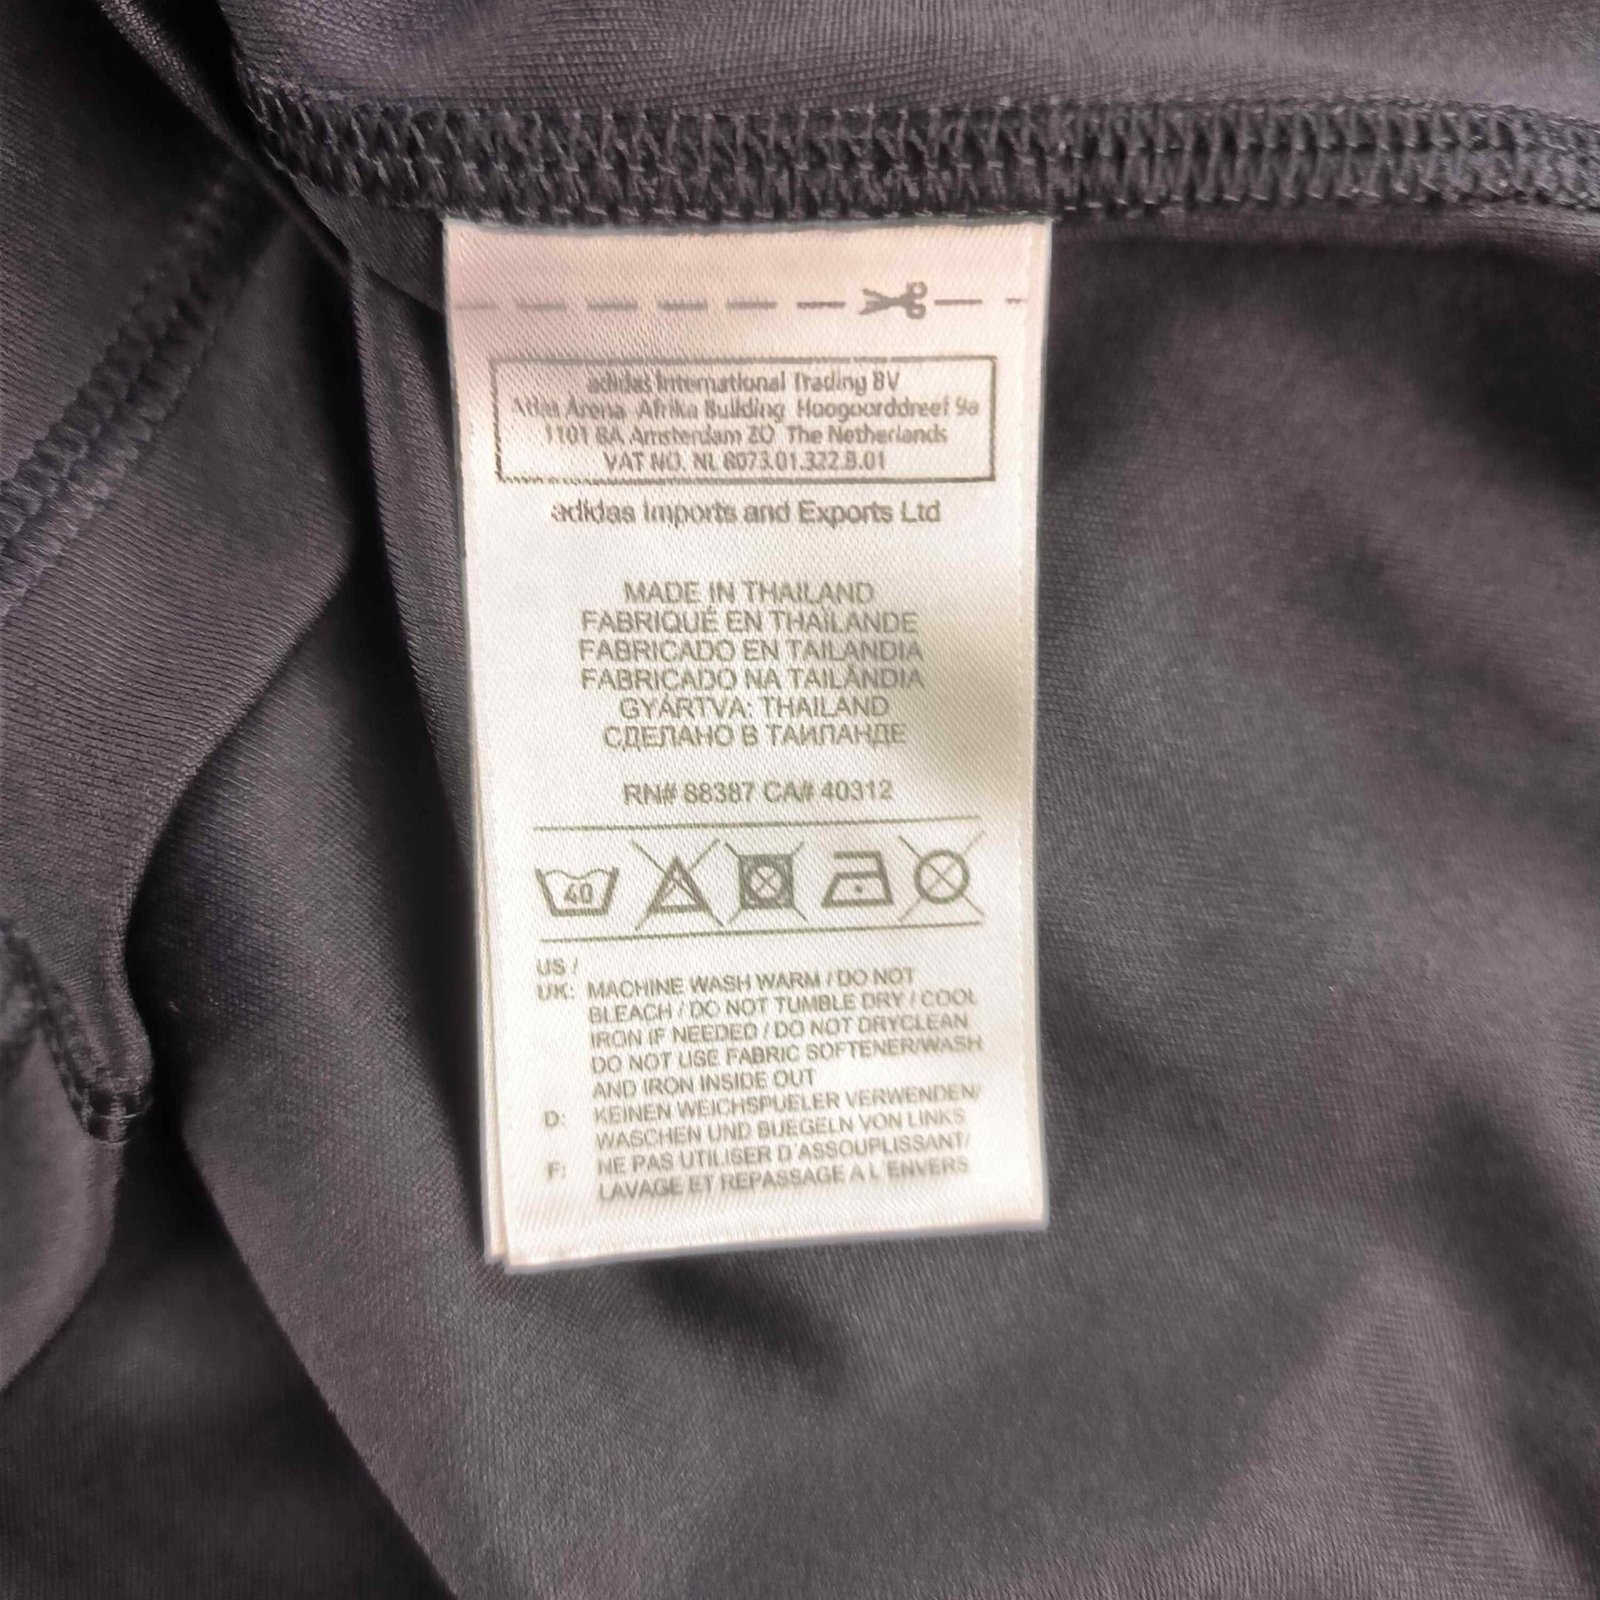 adidas International Trading BV
Atlas Arena Afrika Building Hoogoorddreef 9a
1101 BA Amsterdam ZO The Netherlands
VAT NO. NL 8073.01.322.B.01
adidas Imports and Exports Ltd
MADE IN THAILAND
FABRIQUÉ EN THAÏLANDE
FABRICADO EN TAILANDIA
FABRICADO NA TAILÂNDIA
GYÁRTVA: THAILAND
СДЕЛАНО В ТАИЛАНДЕ
RN# 88387 CA# 40312
40
US /
UK: MACHINE WASH WARM / DO NOT
BLEACH / DO NOT TUMBLE DRY / COOL
IRON IF NEEDED / DO NOT DRYCLEAN
DO NOT USE FABRIC SOFTENER/WASH
AND IRON INSIDE OUT
D: KEINEN WEICHSPUELER VERWENDEN/
WASCHEN UND BUEGELN VON LINKS
F: NE PAS UTILISER D'ASSOUPLISSANT/
LAVAGE ET REPASSAGE A L'ENVERS